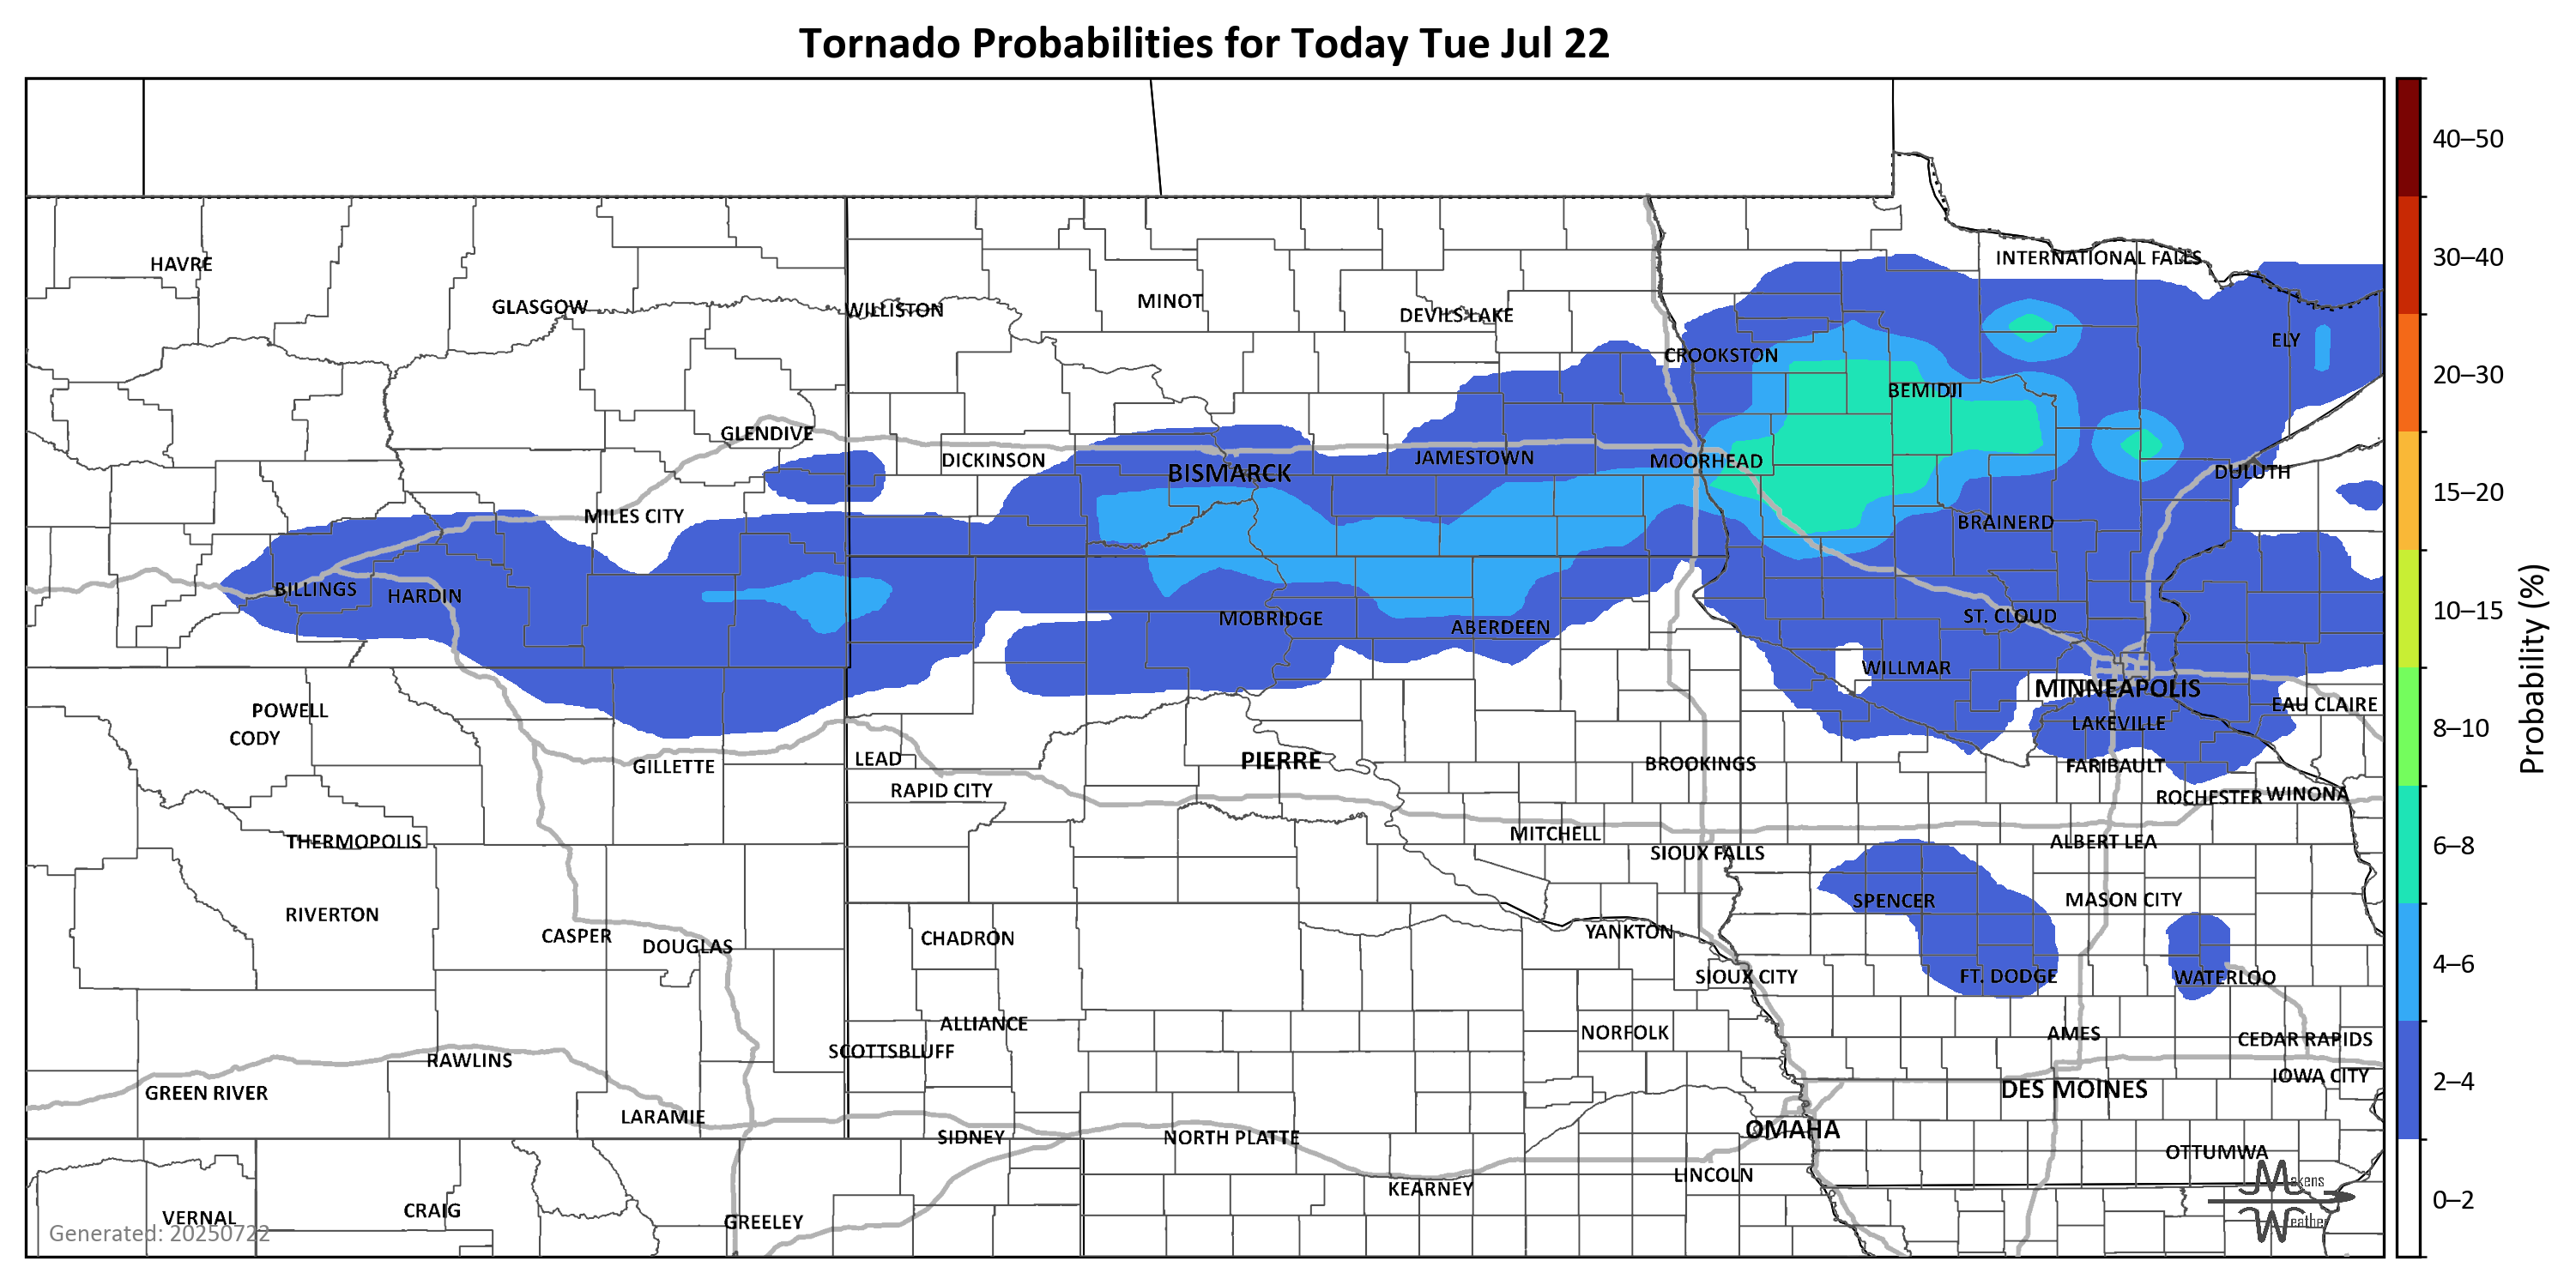 Tornado Probabilities for Today Tue Jul 22
40–50
HAVRE
INTERNATIONAL FALLS
30–40
GLASGOW
WILLISTON
MINOT
DEVILS LAKE
ELY
CROOKSTON
20–30
BEMIDJI
GLENDIVE
DICKINSON
BISMARCK
JAMESTOWN
MOORHEAD
DULUTH
15–20
MILES CITY
BRAINERD
BILLINGS
HARDIN
MOBRIDGE
ABERDEEN
ST. CLOUD
10–15
WILLMAR
MINNEAPOLIS
Probability (%)
POWELL
EAU CLAIRE
CODY
LAKEVILLE
8–10
GILLETTE
LEAD
PIERRE
BROOKINGS
FARIBAULT
RAPID CITY
ROCHESTER
WINONA
THERMOPOLIS
MITCHELL
ALBERT LEA
SIOUX FALLS
6–8
RIVERTON
SPENCER
MASON CITY
CASPER
DOUGLAS
CHADRON
YANKTON
4–6
SIOUX CITY
FT. DODGE
WATERLOO
ALLIANCE
NORFOLK
AMES
CEDAR RAPIDS
RAWLINS
SCOTTSBLUFF
IOWA CITY
2–4
GREEN RIVER
DES MOINES
LARAMIE
SIDNEY
NORTH PLATTE
OMAHA
OTTUMWA
LINCOLN
KEARNEY
Makens
Weather
0–2
VERNAL
CRAIG
GREELEY
Generated: 20250722